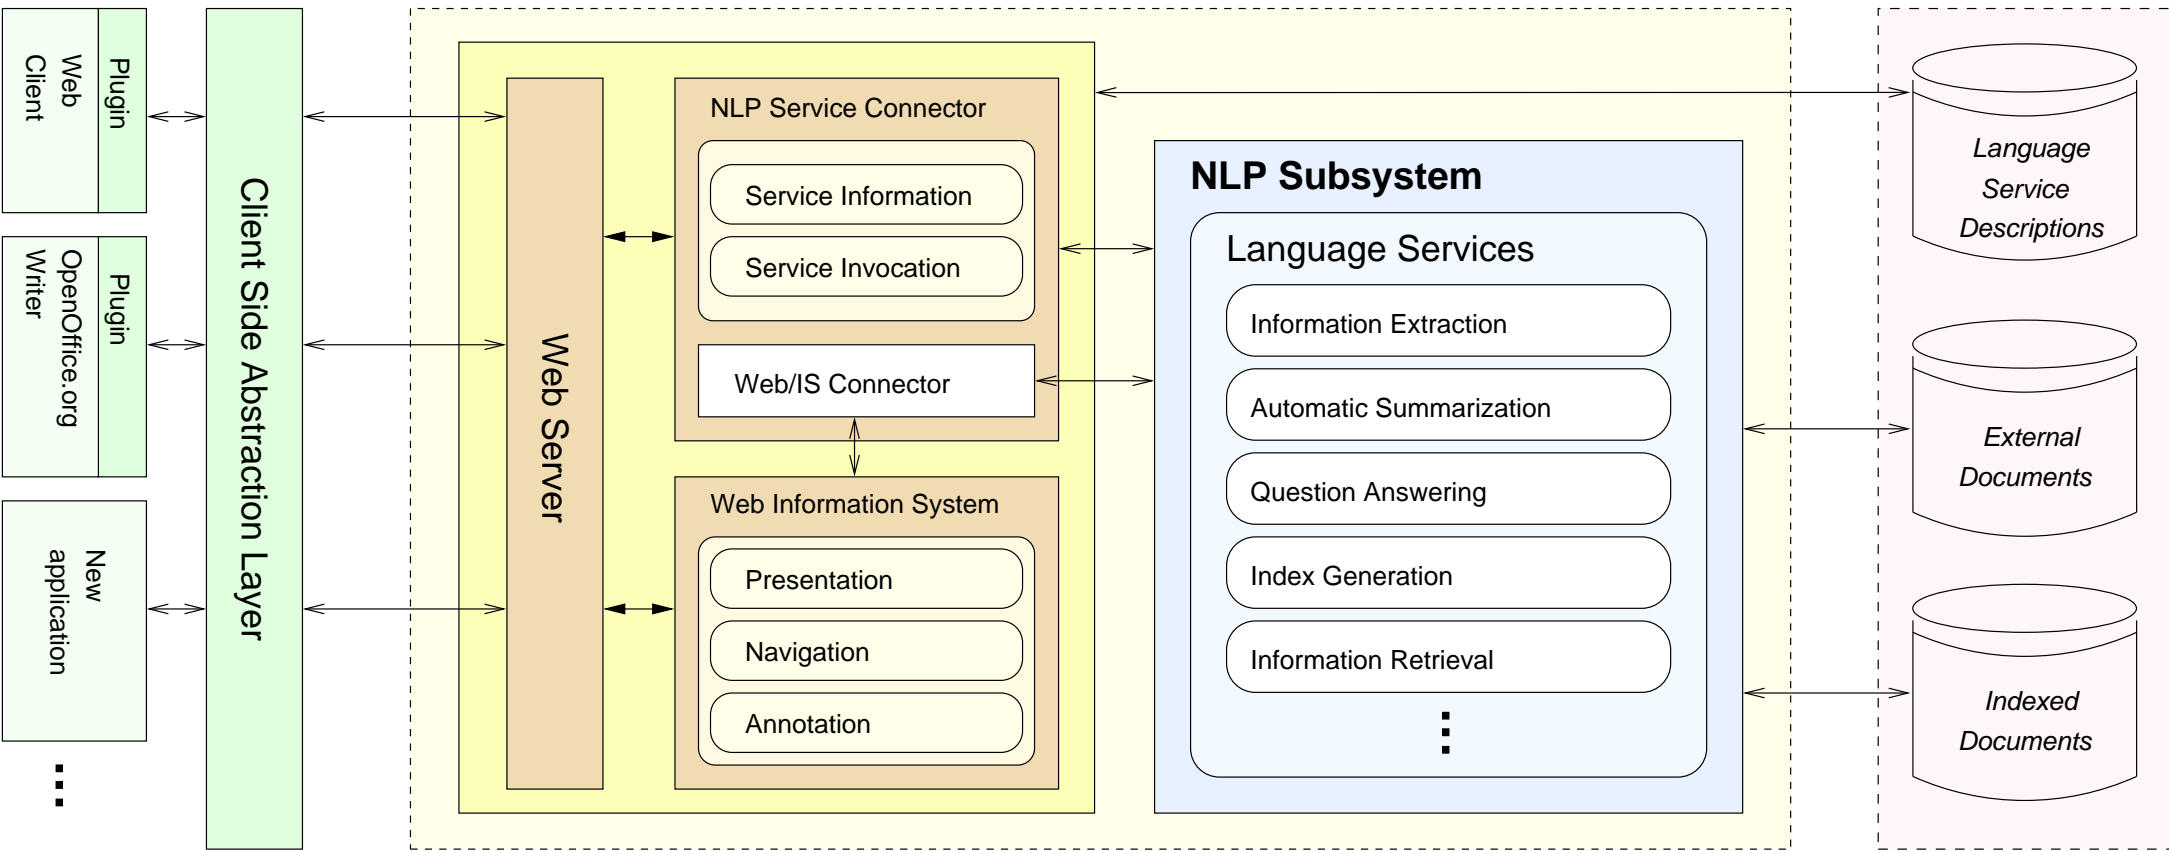 Web
Client
Plugin
OpenOffice.org
Writer
Plugin
New
application
Client Side Abstraction Layer
Web Server
NLP Service Connector
Service Information
Service Invocation
Web/IS Connector
Web Information System
Presentation
Navigation
Annotation
NLP Subsystem
Language Services
Information Extraction
Automatic Summarization
Question Answering
Index Generation
Information Retrieval
Language
Service
Descriptions
External
Documents
Indexed
Documents